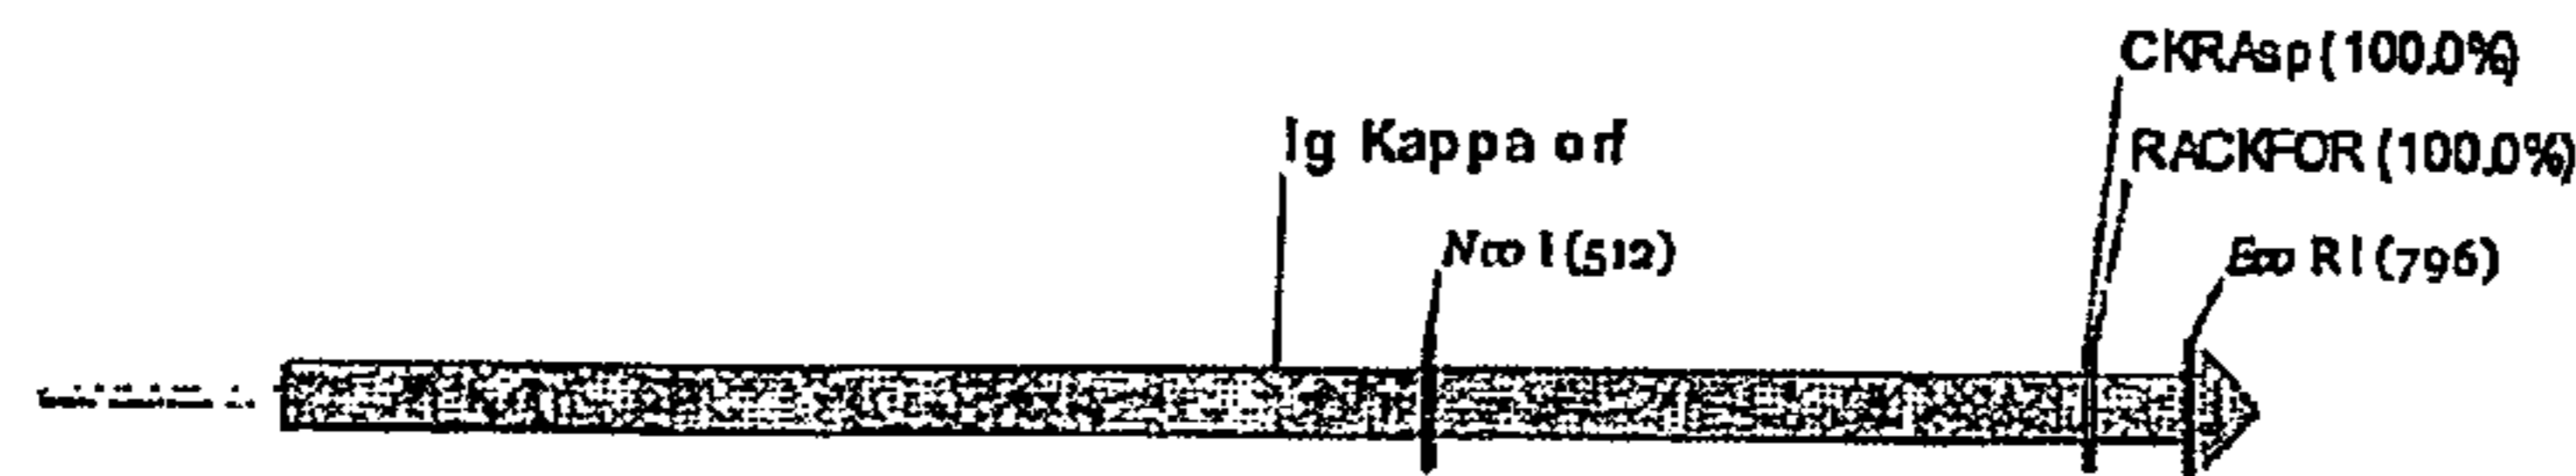 CKRAsp (100.0%)
Ig Kappa orf
RACKFOR (100.0%)
Nco I (512)
Eco RI (796)